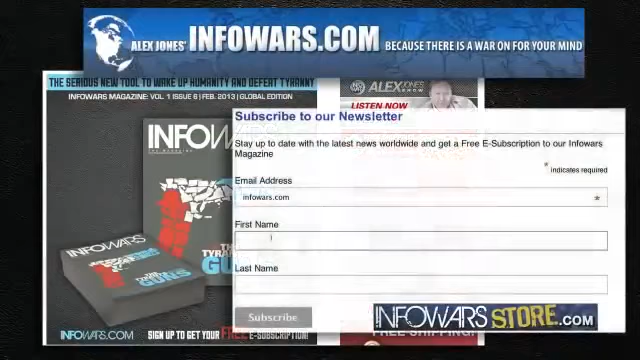 ALEX JONES' INFOWARS.COM BECAUSE THERE IS A WAR ON FOR YOUR MIND
THE SERIOUS NEW TOOL TO WAKE UP HUMANITY AND DEFEAT TYRANNY
INFOWARS MAGAZINE: VOL. 1 ISSUE 6 | FEB. 2013 | GLOBAL EDITION
ALEX JONES
LISTEN NOW
INFOWARS
INFOWARS
GUNS
INFOWARS.COM SIGN UP TO GET YOUR FREE E-SUBSCRIPTION!
Subscribe to our Newsletter
Stay up to date with the latest news worldwide and get a Free E-Subscription to our Infowars
Magazine
* indicates required
Email Address
infowars.com *
First Name
Last Name
Subscribe
INFOWARS STORE.COM
FREE SHIPPING!